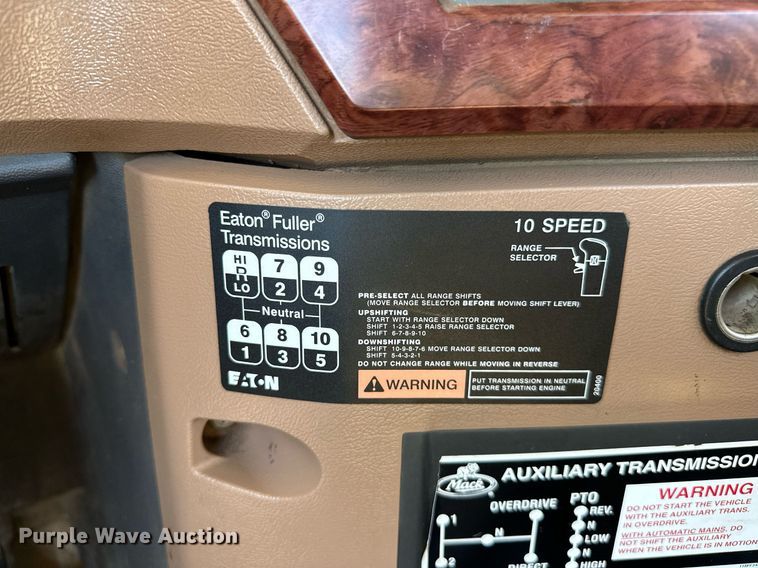 Eaton® Fuller®
Transmissions
10 SPEED
RANGE
SELECTOR
HI
R
LO
7
2
9
4
Neutral
6
1
8
3
10
5
EATON
PRE-SELECT ALL RANGE SHIFTS
(MOVE RANGE SELECTOR BEFORE MOVING SHIFT LEVER)
UPSHIFTING
START WITH RANGE SELECTOR DOWN
SHIFT 1-2-3-4-5 RAISE RANGE SELECTOR
SHIFT 6-7-8-9-10
DOWNSHIFTING
SHIFT 10-9-8-7-6 MOVE RANGE SELECTOR DOWN
SHIFT 5-4-3-2-1
DO NOT CHANGE RANGE WHILE MOVING IN REVERSE
WARNING
PUT TRANSMISSION IN NEUTRAL
BEFORE STARTING ENGINE
20400
Mack
AUXILIARY TRANSMISSION
OVERDRIVE
1
N
2
DIRECT
PTO
REV.
N
LOW
N
HIGH
WARNING
DO NOT START THE VEHICLE
WITH THE AUXILIARY TRANS.
IN OVERDRIVE.
WITH AUTOMATIC MAINS, DO
NOT SHIFT THE AUXILIARY
WHEN THE VEHICLE IS IN MOTION
Purple Wave Auction